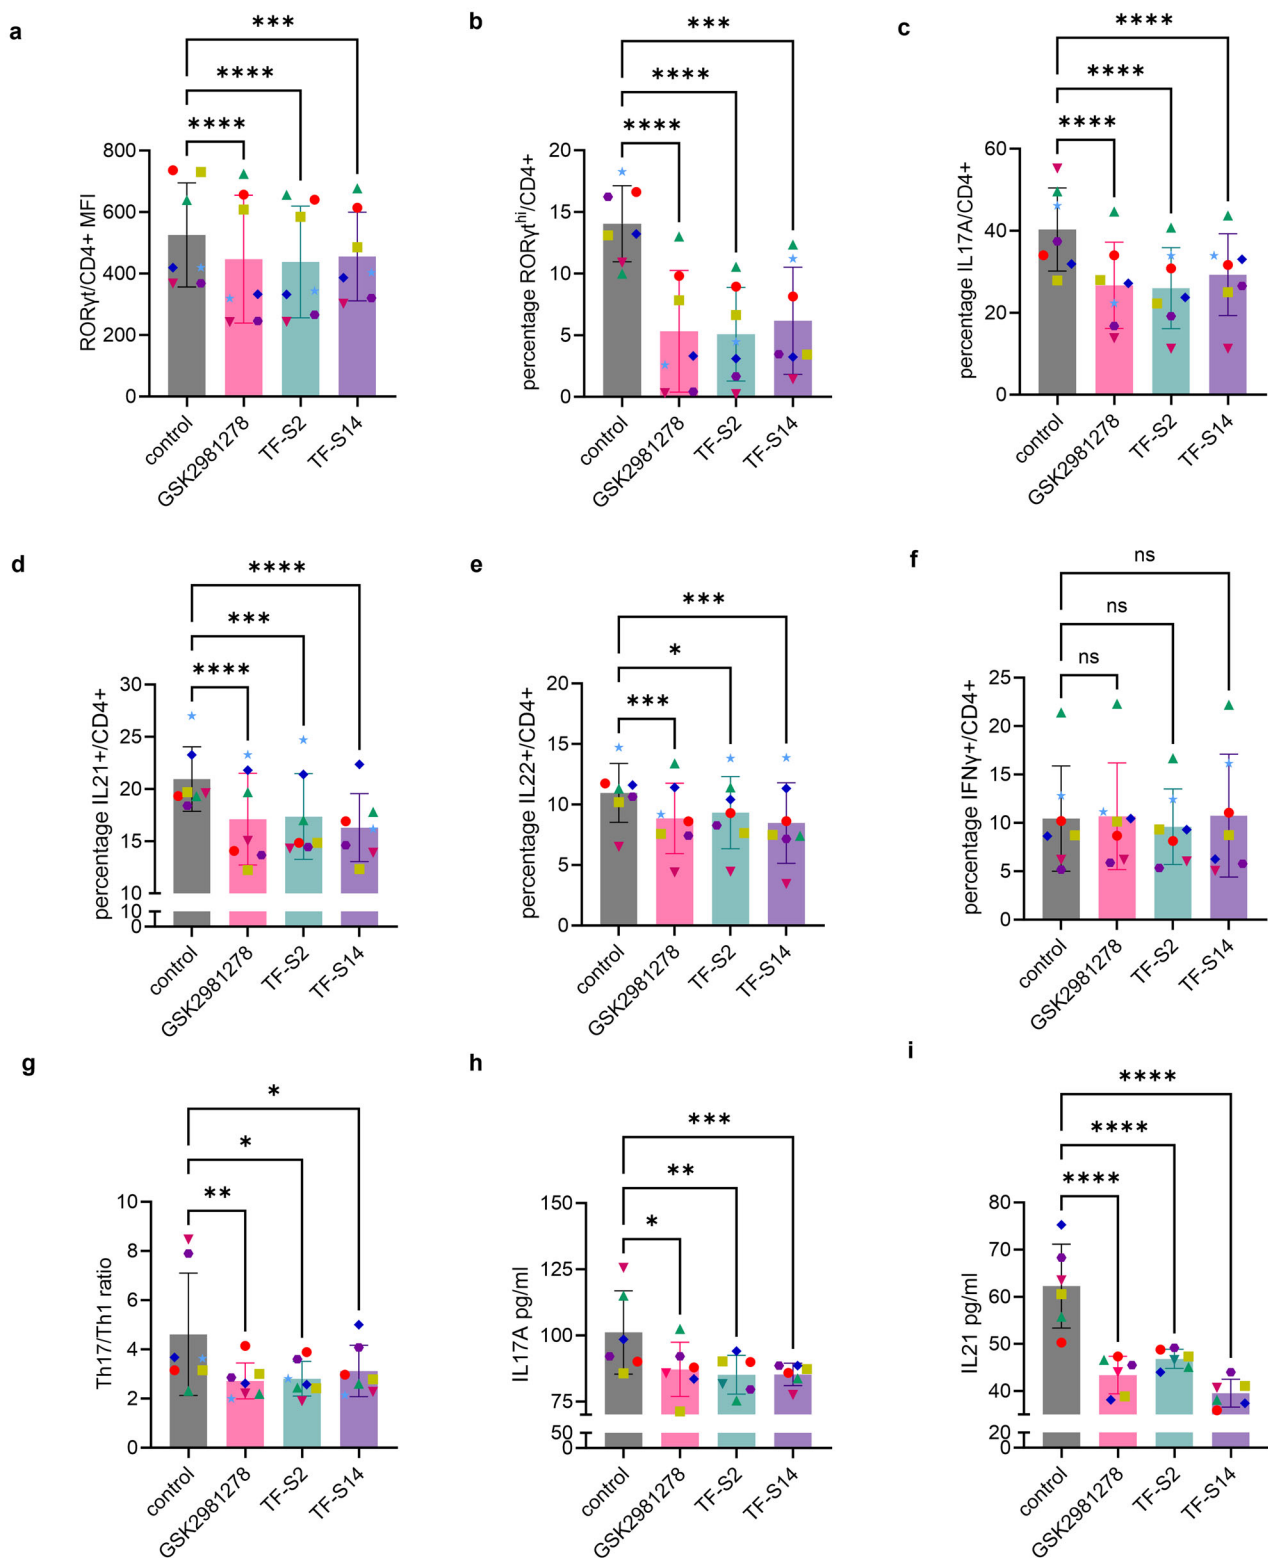 a
***
****
****
RORγt/CD4+ MFI
800
600
400
200
0
control
GSK2981278
TF-S2
TF-S14
b
***
****
****
percentage RORγt^hi/CD4+
20
15
10
5
0
control
GSK2981278
TF-S2
TF-S14
c
****
****
****
percentage IL17A/CD4+
60
40
20
0
control
GSK2981278
TF-S2
TF-S14
d
****
***
****
percentage IL21+/CD4+
30
25
20
15
10
10
0
control
GSK2981278
TF-S2
TF-S14
e
***
*
***
percentage IL22+/CD4+
20
15
10
5
0
control
GSK2981278
TF-S2
TF-S14
f
ns
ns
ns
percentage IFNγ+/CD4+
25
20
15
10
5
0
control
GSK2981278
TF-S2
TF-S14
g
*
*
**
Th17/Th1 ratio
10
8
6
4
2
0
control
GSK2981278
TF-S2
TF-S14
h
***
**
*
IL17A pg/ml
150
125
100
75
50
0
control
GSK2981278
TF-S2
TF-S14
i
****
****
****
IL21 pg/ml
80
70
60
50
40
20
0
control
GSK2981278
TF-S2
TF-S14